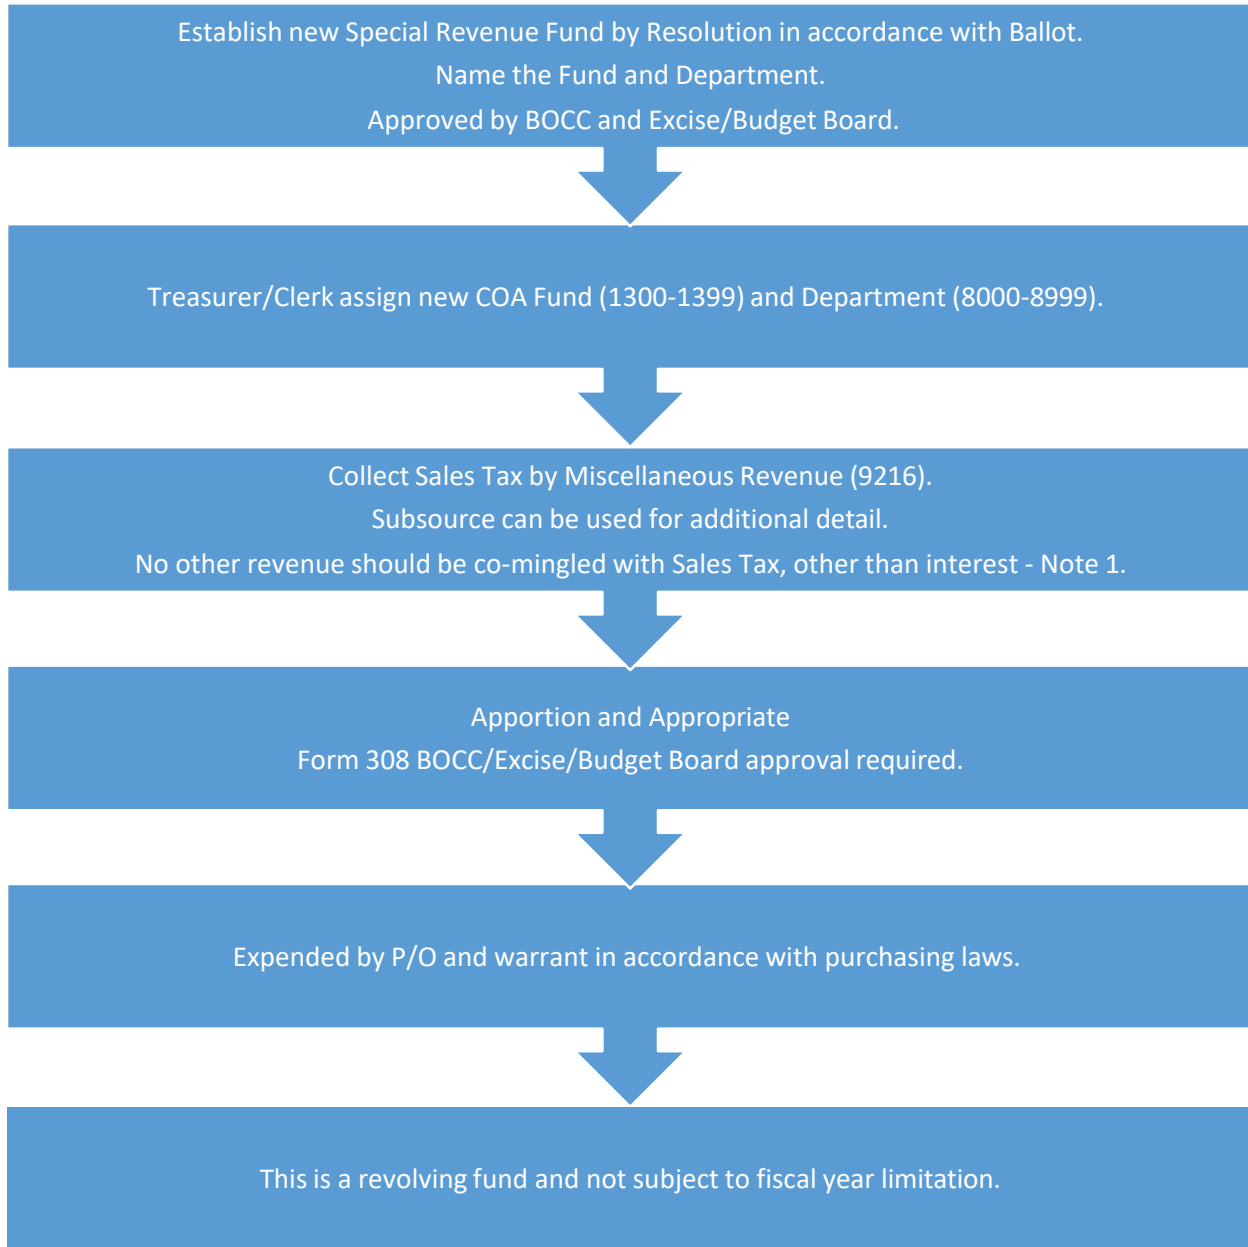 Establish new Special Revenue Fund by Resolution in accordance with Ballot.
Name the Fund and Department.
Approved by BOCC and Excise/Budget Board.
Treasurer/Clerk assign new COA Fund (1300-1399) and Department (8000-8999).
Collect Sales Tax by Miscellaneous Revenue (9216).
Subsource can be used for additional detail.
No other revenue should be co-mingled with Sales Tax, other than interest - Note 1.
Apportion and Appropriate
Form 308 BOCC/Excise/Budget Board approval required.
Expended by P/O and warrant in accordance with purchasing laws.
This is a revolving fund and not subject to fiscal year limitation.